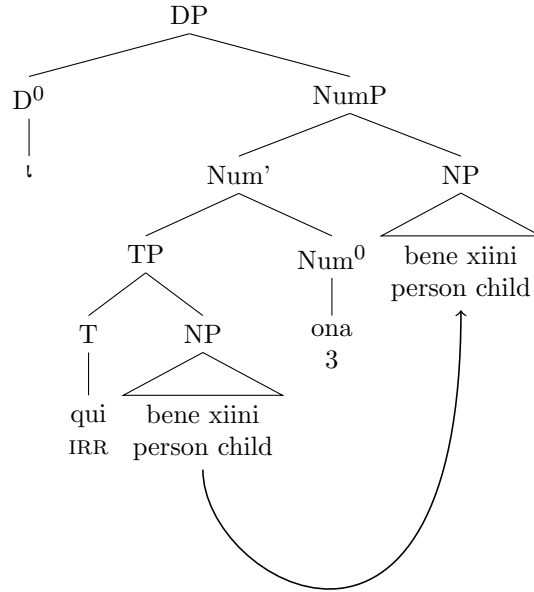 DP
D⁰ NumP
ɩ Num' NP
TP Num⁰ bene xiini
person child
T NP ona
3
qui bene xiini
IRR person child